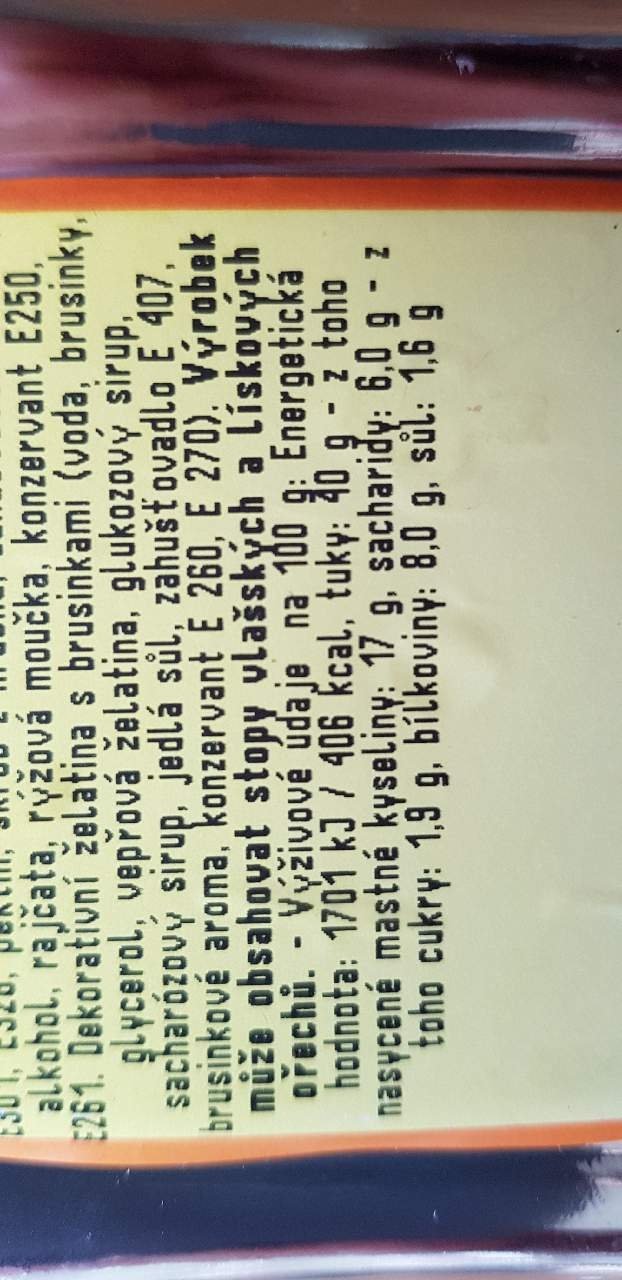 alkohol, rajčata, rýžová moučka, konzervant E250,
E261. Dekorativní želatina s brusinkami (voda, brusinky,
glycerol, vepřová želatina, glukozový sirup,
sacharózový sirup, jedlá sůl, zahušťovadlo E 407,
brusinkové aroma, konzervant E 260, E 270). Výrobek
může obsahovat stopy vlašských a lískových
ořechů. - Výživové údaje na 100 g: Energetická
hodnota: 1701 kJ / 406 kcal, tuky: 40 g - z toho
nasycené mastné kyseliny: 17 g, sacharidy: 6,0 g - z
toho cukry: 1,9 g, bílkoviny: 8,0 g, sůl: 1,6 g